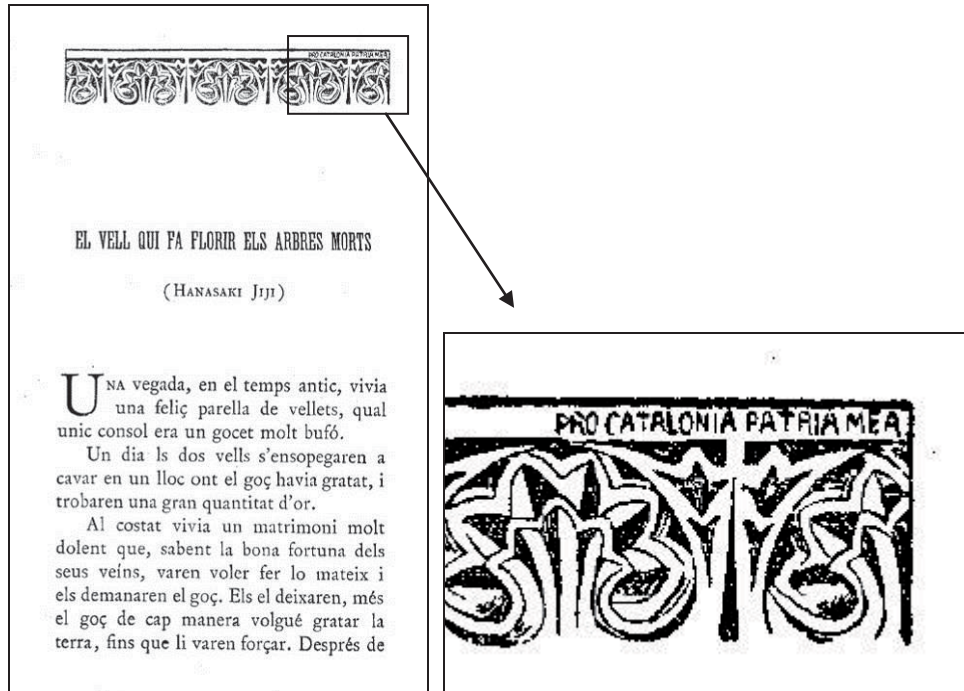 PRO CATALONIA PATRIA MEA
EL VELL QUI FA FLORIR ELS ARBRES MORTS
(HANASAKI JIJI)
UNA vegada, en el temps antic, vivia
una feliç parella de vellets, qual
unic consol era un gocet molt bufó.
Un dia ls dos vells s'ensopegaren a
cavar en un lloc ont el goç havia gratat, i
trobaren una gran quantitat d'or.
Al costat vivia un matrimoni molt
dolent que, sabent la bona fortuna dels
seus veíns, varen voler fer lo mateix i
els demanaren el goç. Els el deixaren, més
el goç de cap manera volgué gratar la
terra, fins que li varen forçar. Després de
PRO CATALONIA PATRIA MEA